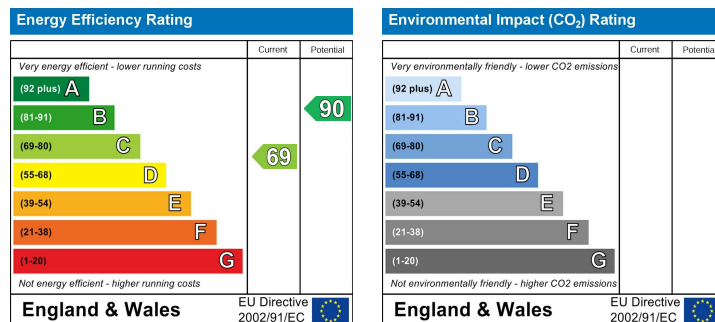 Energy Efficiency Rating
Current Potential
Very energy efficient - lower running costs
(92 plus) A
(81-91) B
(69-80) C
(55-68) D
(39-54) E
(21-38) F
(1-20) G
90
69
Not energy efficient - higher running costs
England & Wales
EU Directive
2002/91/EC
Environmental Impact (CO₂) Rating
Current Potential
Very environmentally friendly - lower CO2 emissions
(92 plus) A
(81-91) B
(69-80) C
(55-68) D
(39-54) E
(21-38) F
(1-20) G
Not environmentally friendly - higher CO2 emissions
England & Wales
EU Directive
2002/91/EC